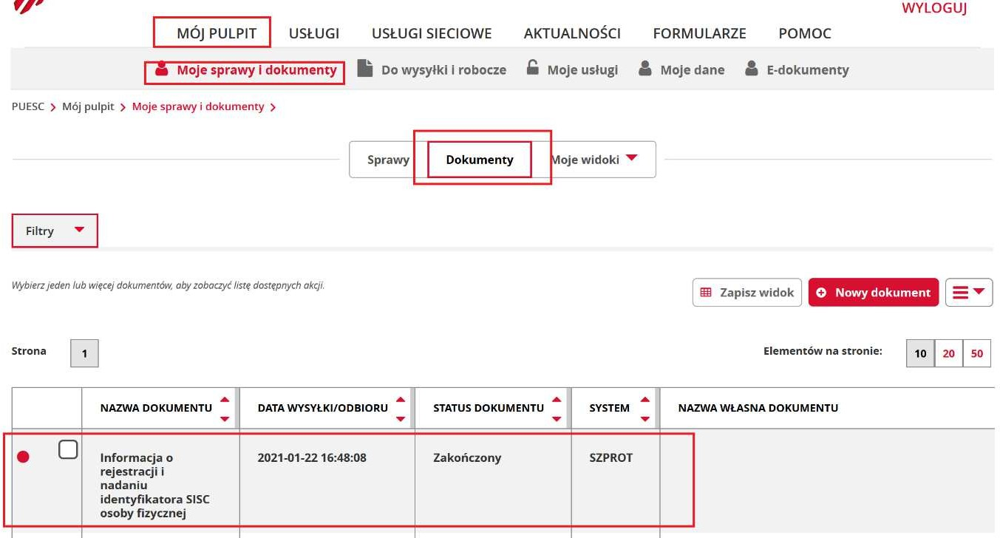 WYLOGUJ
MÓJ PULPIT USŁUGI USŁUGI SIECIOWE AKTUALNOŚCI FORMULARZE POMOC
Moje sprawy i dokumenty Do wysyłki i robocze Moje usługi Moje dane E-dokumenty
PUESC Mój pulpit Moje sprawy i dokumenty
Sprawy Dokumenty Moje widoki
Filtry
Wybierz jeden lub więcej dokumentów, aby zobaczyć listę dostępnych akcji.
Zapisz widok Nowy dokument
Strona 1 Elementów na stronie: 10 20 50
NAZWA DOKUMENTU DATA WYSYŁKI/ODBIORU STATUS DOKUMENTU SYSTEM NAZWA WŁASNA DOKUMENTU
Informacja o 2021-01-22 16:48:08 Zakończony SZPROT
rejestracji i
nadaniu
identyfikatora SISC
osoby fizycznej